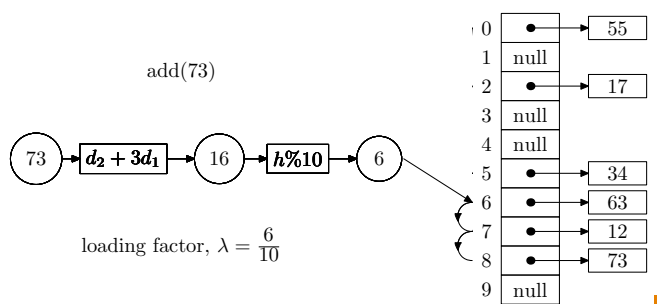 add(73)
73
d₂ + 3d₁
16
h%10
6
loading factor, λ = 6/10
0 55
1 null
2 17
3 null
4 null
5 34
6 63
7 12
8 73
9 null